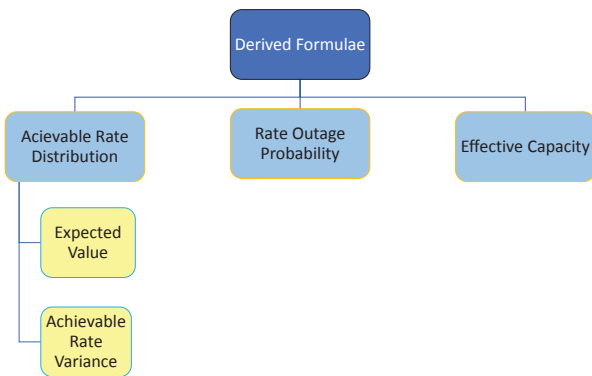 Derived Formulae
Acievable Rate
Distribution
Rate Outage
Probability
Effective Capacity
Expected
Value
Achievable
Rate
Variance